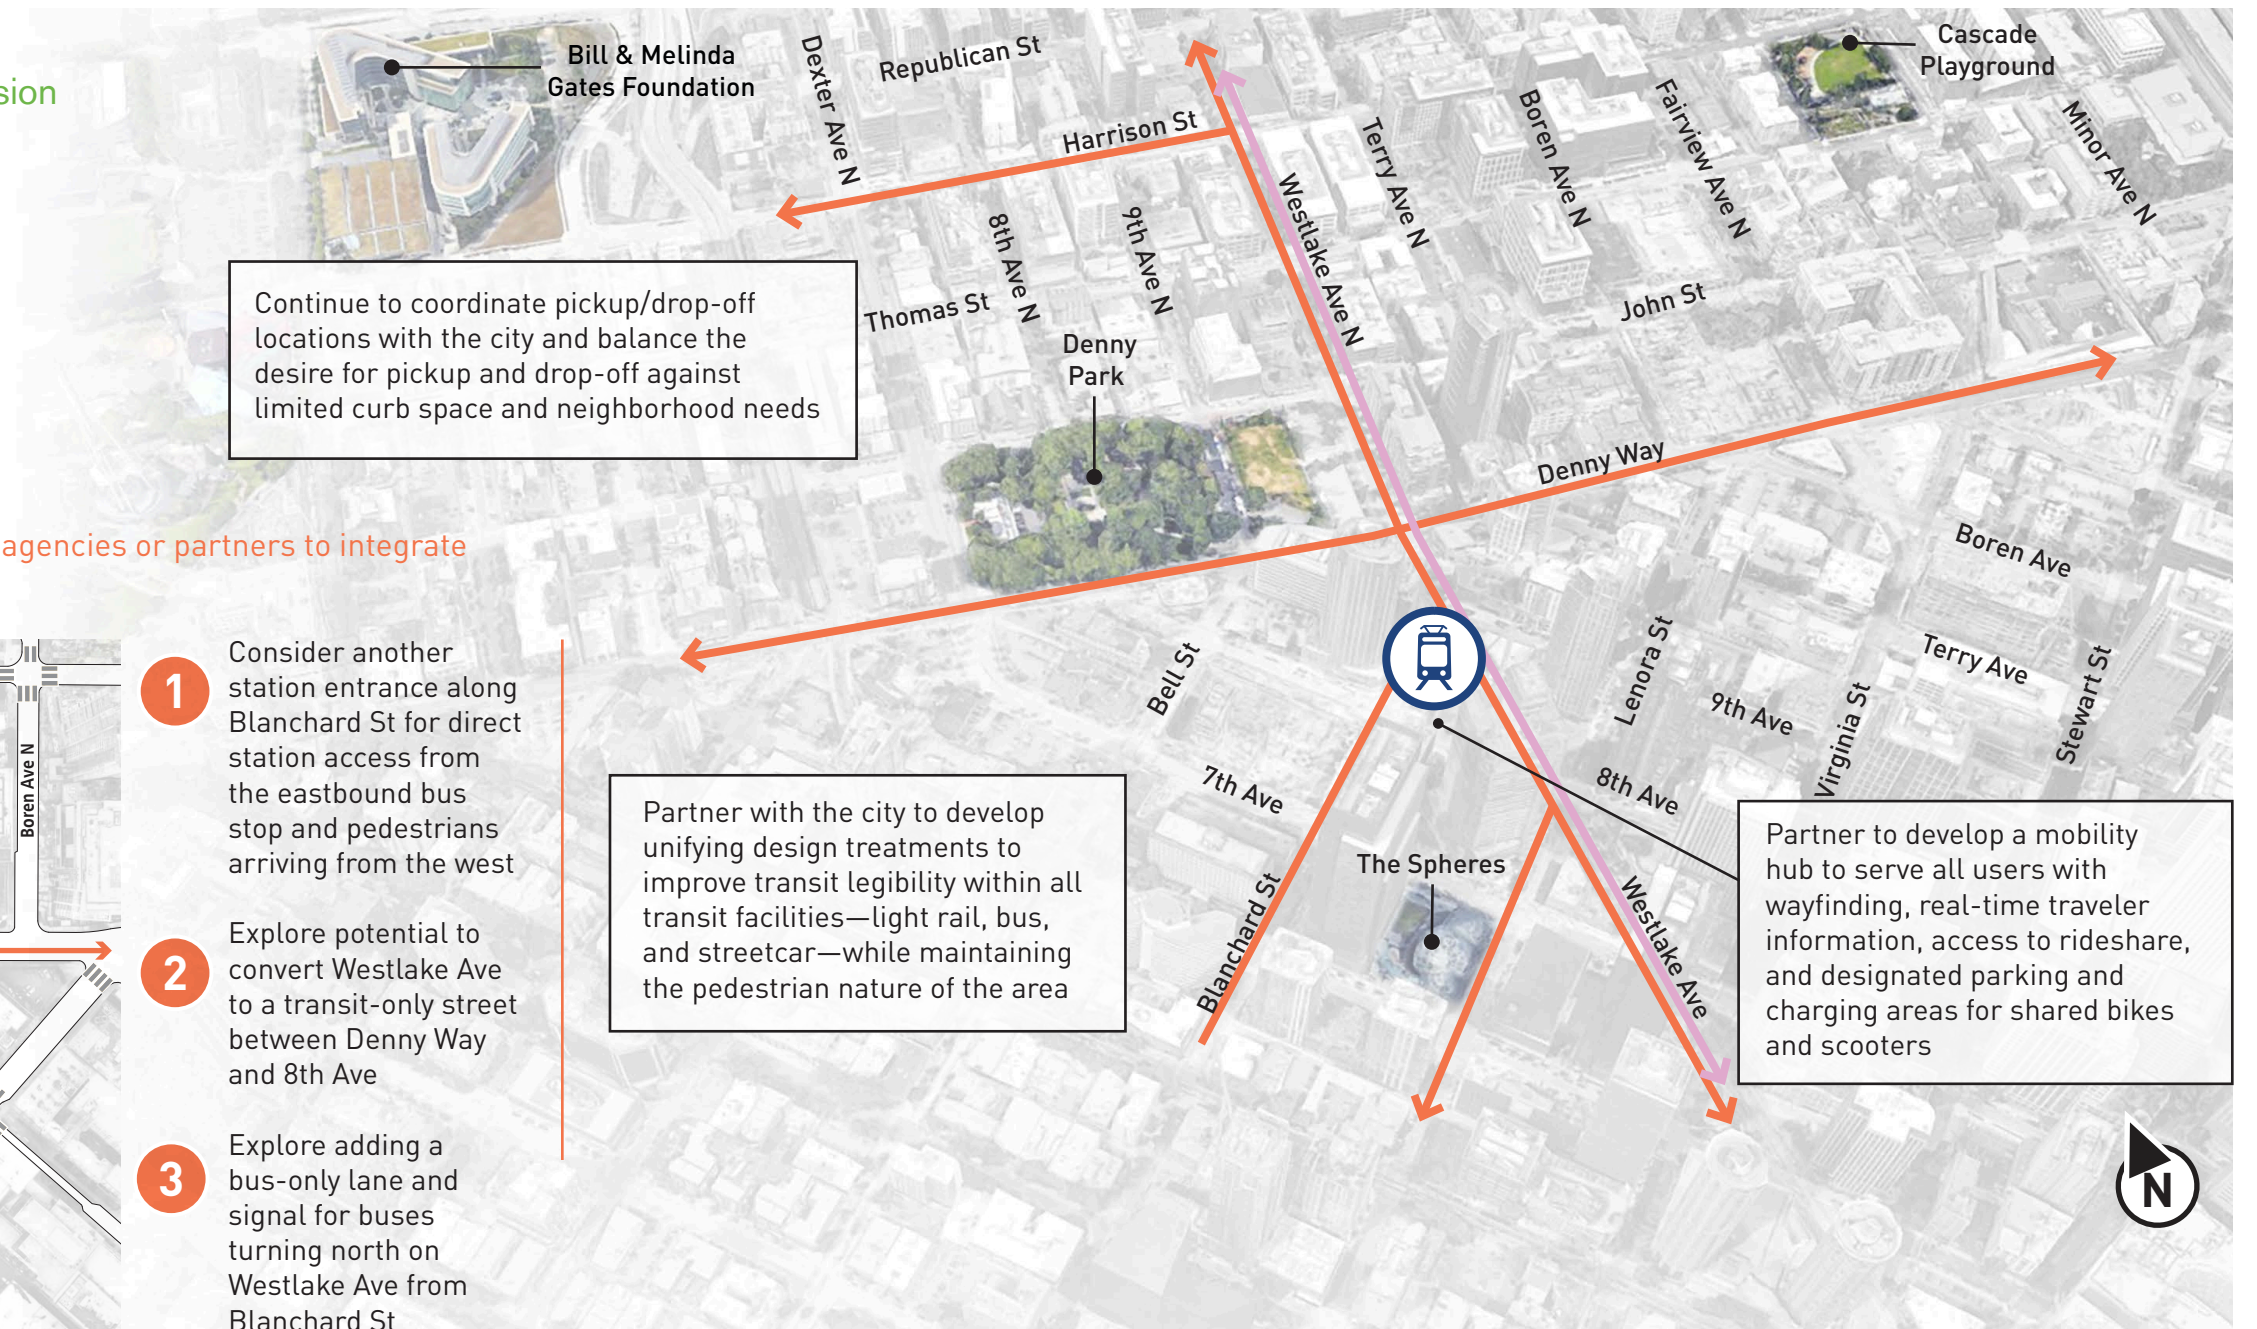 sion
Bill & Melinda
Gates Foundation
Dexter Ave N
Republican St
Harrison St
Westlake Ave N
Terry Ave N
Boren Ave N
Fairview Ave N
Cascade
Playground
Minor Ave N
Continue to coordinate pickup/drop-off
locations with the city and balance the
desire for pickup and drop-off against
limited curb space and neighborhood needs
Thomas St
8th Ave N
9th Ave N
John St
Denny
Park
Denny Way
agencies or partners to integrate
Boren Ave
Terry Ave
Bell St
Lenora St
9th Ave
Virginia St
Stewart St
7th Ave
8th Ave
Boren Ave N
1
Consider another
station entrance along
Blanchard St for direct
station access from
the eastbound bus
stop and pedestrians
arriving from the west
2
Explore potential to
convert Westlake Ave
to a transit-only street
between Denny Way
and 8th Ave
3
Explore adding a
bus-only lane and
signal for buses
turning north on
Westlake Ave from
Blanchard St
Partner with the city to develop
unifying design treatments to
improve transit legibility within all
transit facilities—light rail, bus,
and streetcar—while maintaining
the pedestrian nature of the area
Blanchard St
The Spheres
Westlake Ave
Partner to develop a mobility
hub to serve all users with
wayfinding, real-time traveler
information, access to rideshare,
and designated parking and
charging areas for shared bikes
and scooters
N